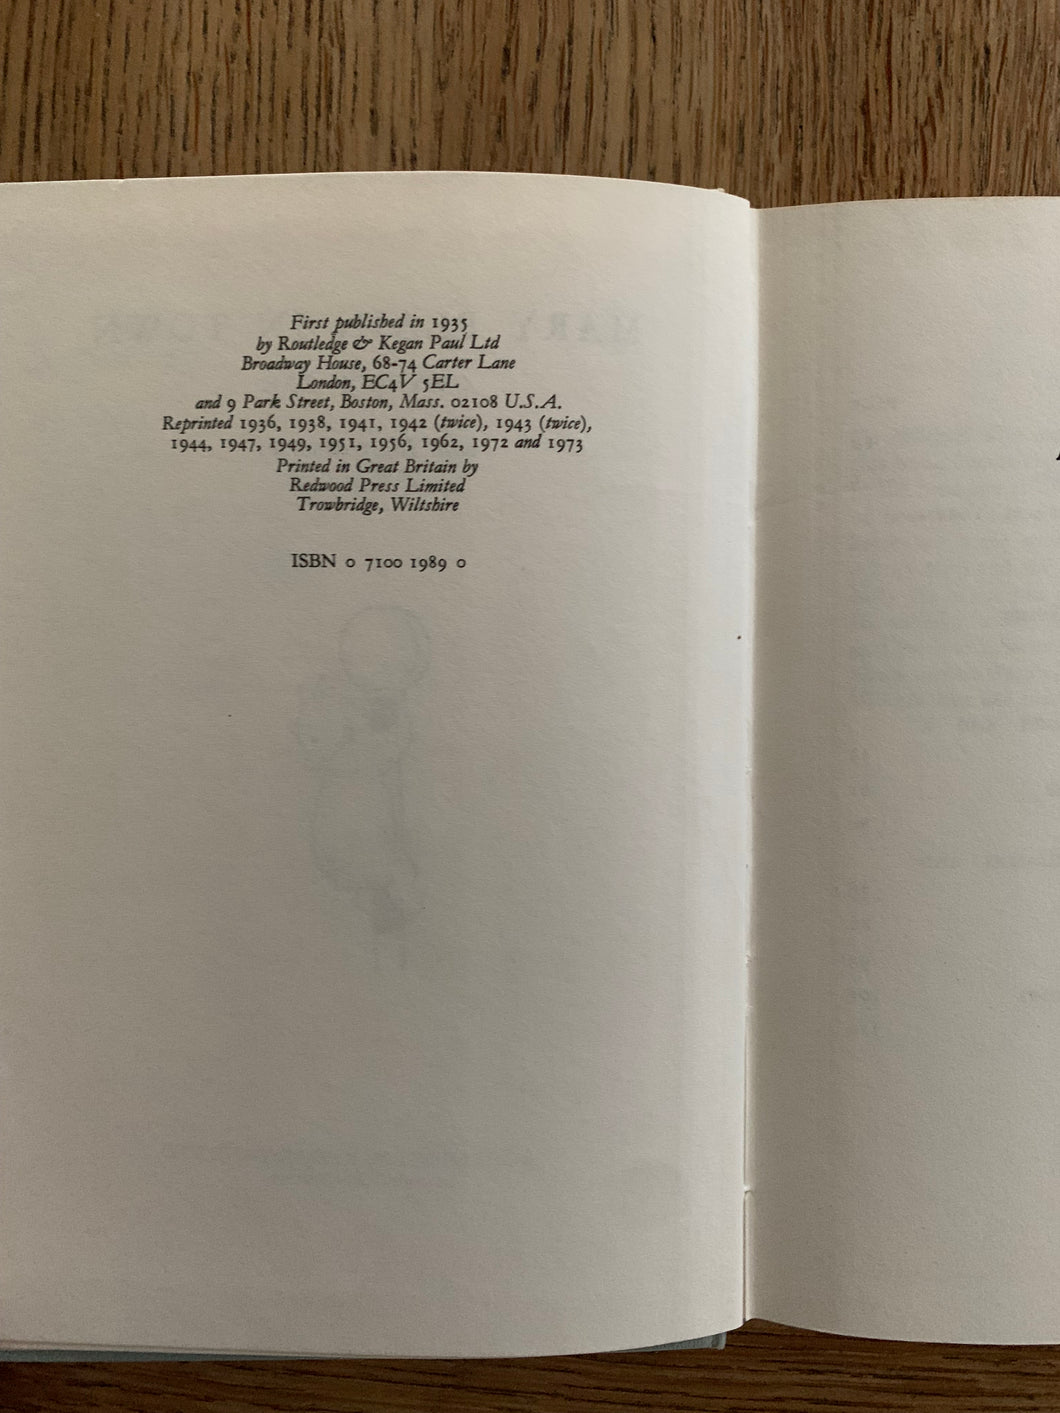 First published in 1935
by Routledge & Kegan Paul Ltd
Broadway House, 68-74 Carter Lane
London, EC4V 5EL
and 9 Park Street, Boston, Mass. 02108 U.S.A.
Reprinted 1936, 1938, 1941, 1942 (twice), 1943 (twice),
1944, 1947, 1949, 1951, 1956, 1962, 1972 and 1973
Printed in Great Britain by
Redwood Press Limited
Trowbridge, Wiltshire
ISBN 0 7100 1989 0